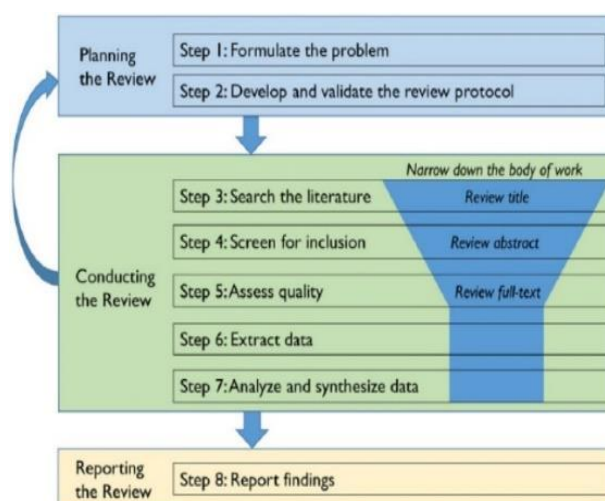 Planning
the Review
Step 1: Formulate the problem
Step 2: Develop and validate the review protocol
Narrow down the body of work
Conducting
the Review
Step 3: Search the literature
Review title
Step 4: Screen for inclusion
Review abstract
Step 5: Assess quality
Review full-text
Step 6: Extract data
Step 7: Analyze and synthesize data
Reporting
the Review
Step 8: Report findings